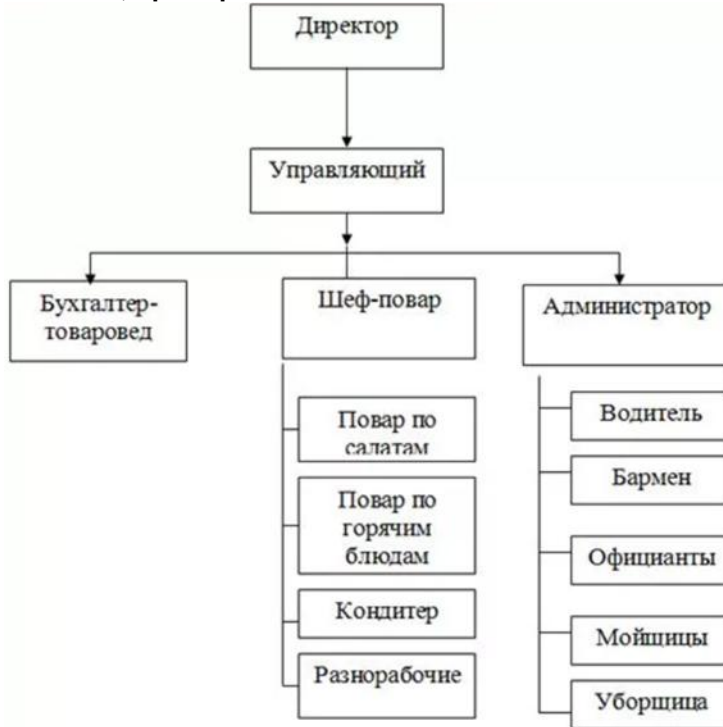 Директор
Управляющий
Бухгалтер-
товаровед
Шеф-повар
Администратор
Повар по
салатам
Повар по
горячим
блюдам
Кондитер
Разнорабочие
Водитель
Бармен
Официанты
Мойщицы
Уборщица